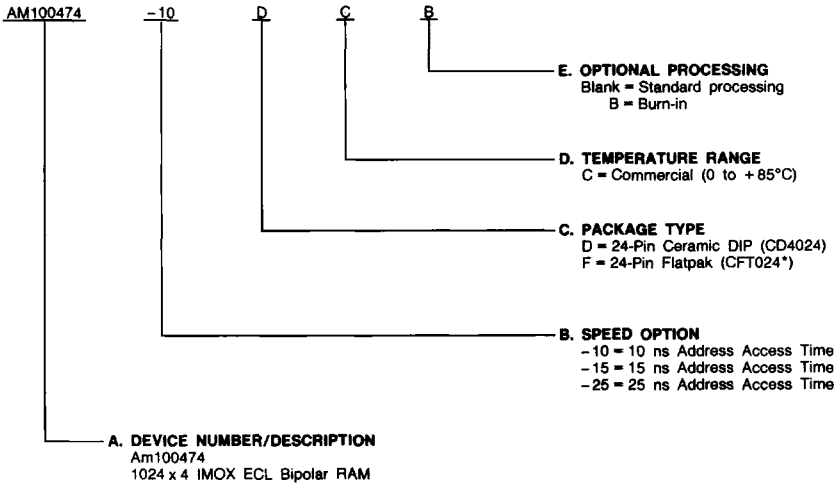 AM100474 -10 D C B
E. OPTIONAL PROCESSING
Blank = Standard processing
B = Burn-in
D. TEMPERATURE RANGE
C = Commercial (0 to +85°C)
C. PACKAGE TYPE
D = 24-Pin Ceramic DIP (CD4024)
F = 24-Pin Flatpak (CFT024*)
B. SPEED OPTION
-10 = 10 ns Address Access Time
-15 = 15 ns Address Access Time
-25 = 25 ns Address Access Time
A. DEVICE NUMBER/DESCRIPTION
Am100474
1024 x 4 IMOX ECL Bipolar RAM